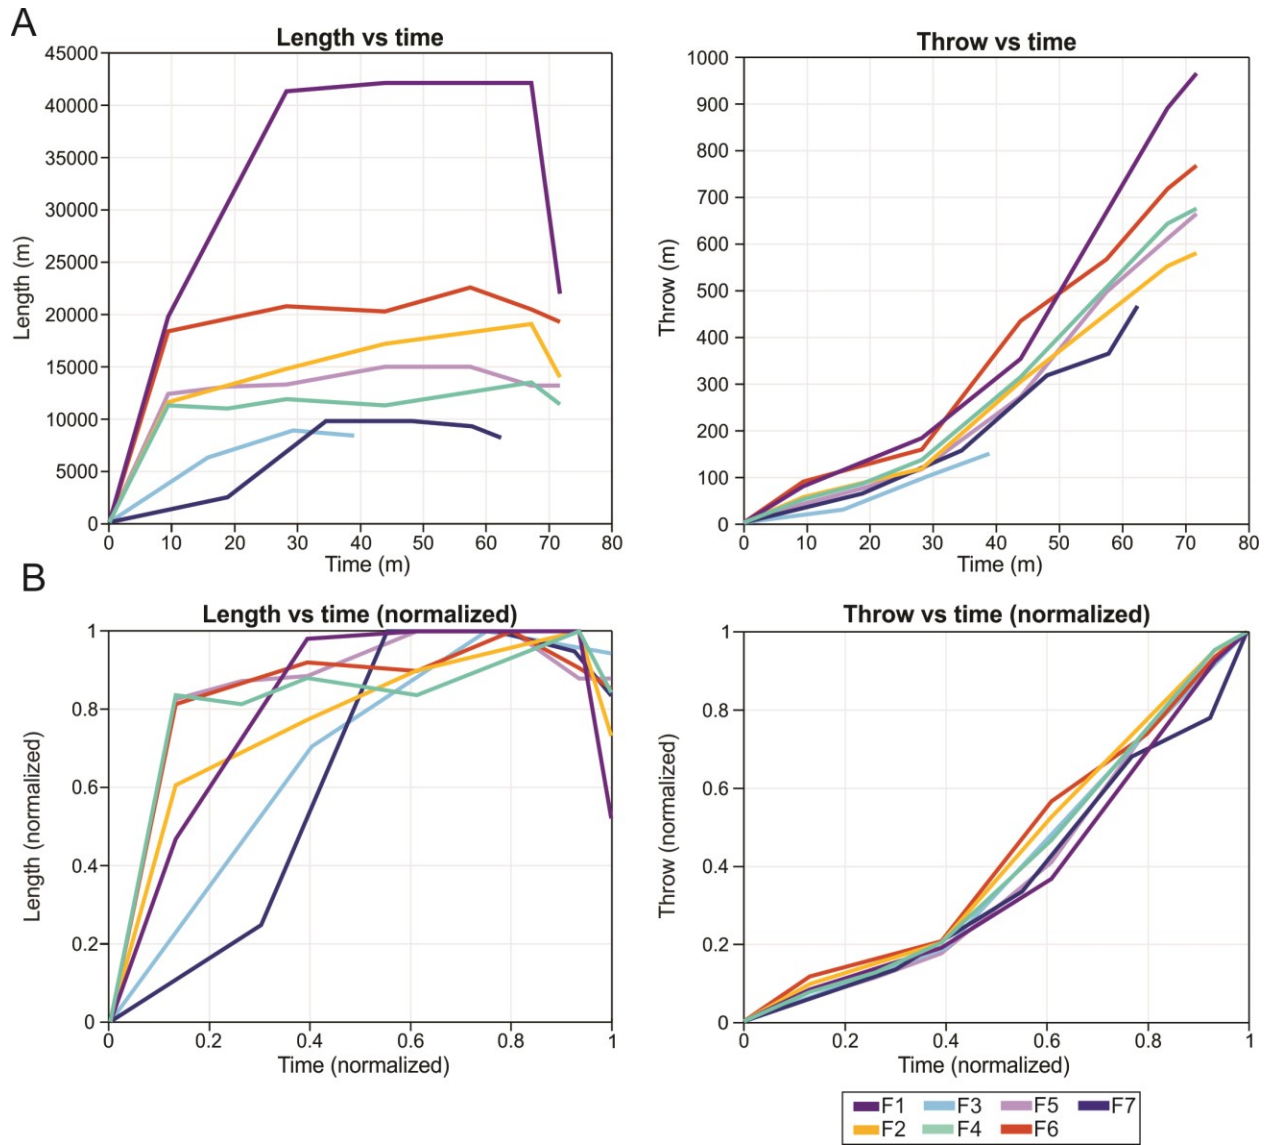 A
Length vs time
45000
40000
35000
30000
25000
20000
15000
10000
5000
0
Length (m)
0 10 20 30 40 50 60 70 80
Time (m)
Throw vs time
1000
900
800
700
600
500
400
300
200
100
0
Throw (m)
0 10 20 30 40 50 60 70 80
Time (m)
B
Length vs time (normalized)
1
0.8
0.6
0.4
0.2
0
Length (normalized)
0 0.2 0.4 0.6 0.8 1
Time (normalized)
Throw vs time (normalized)
1
0.8
0.6
0.4
0.2
0
Throw (normalized)
0 0.2 0.4 0.6 0.8 1
Time (normalized)
F1 F3 F5 F7
F2 F4 F6